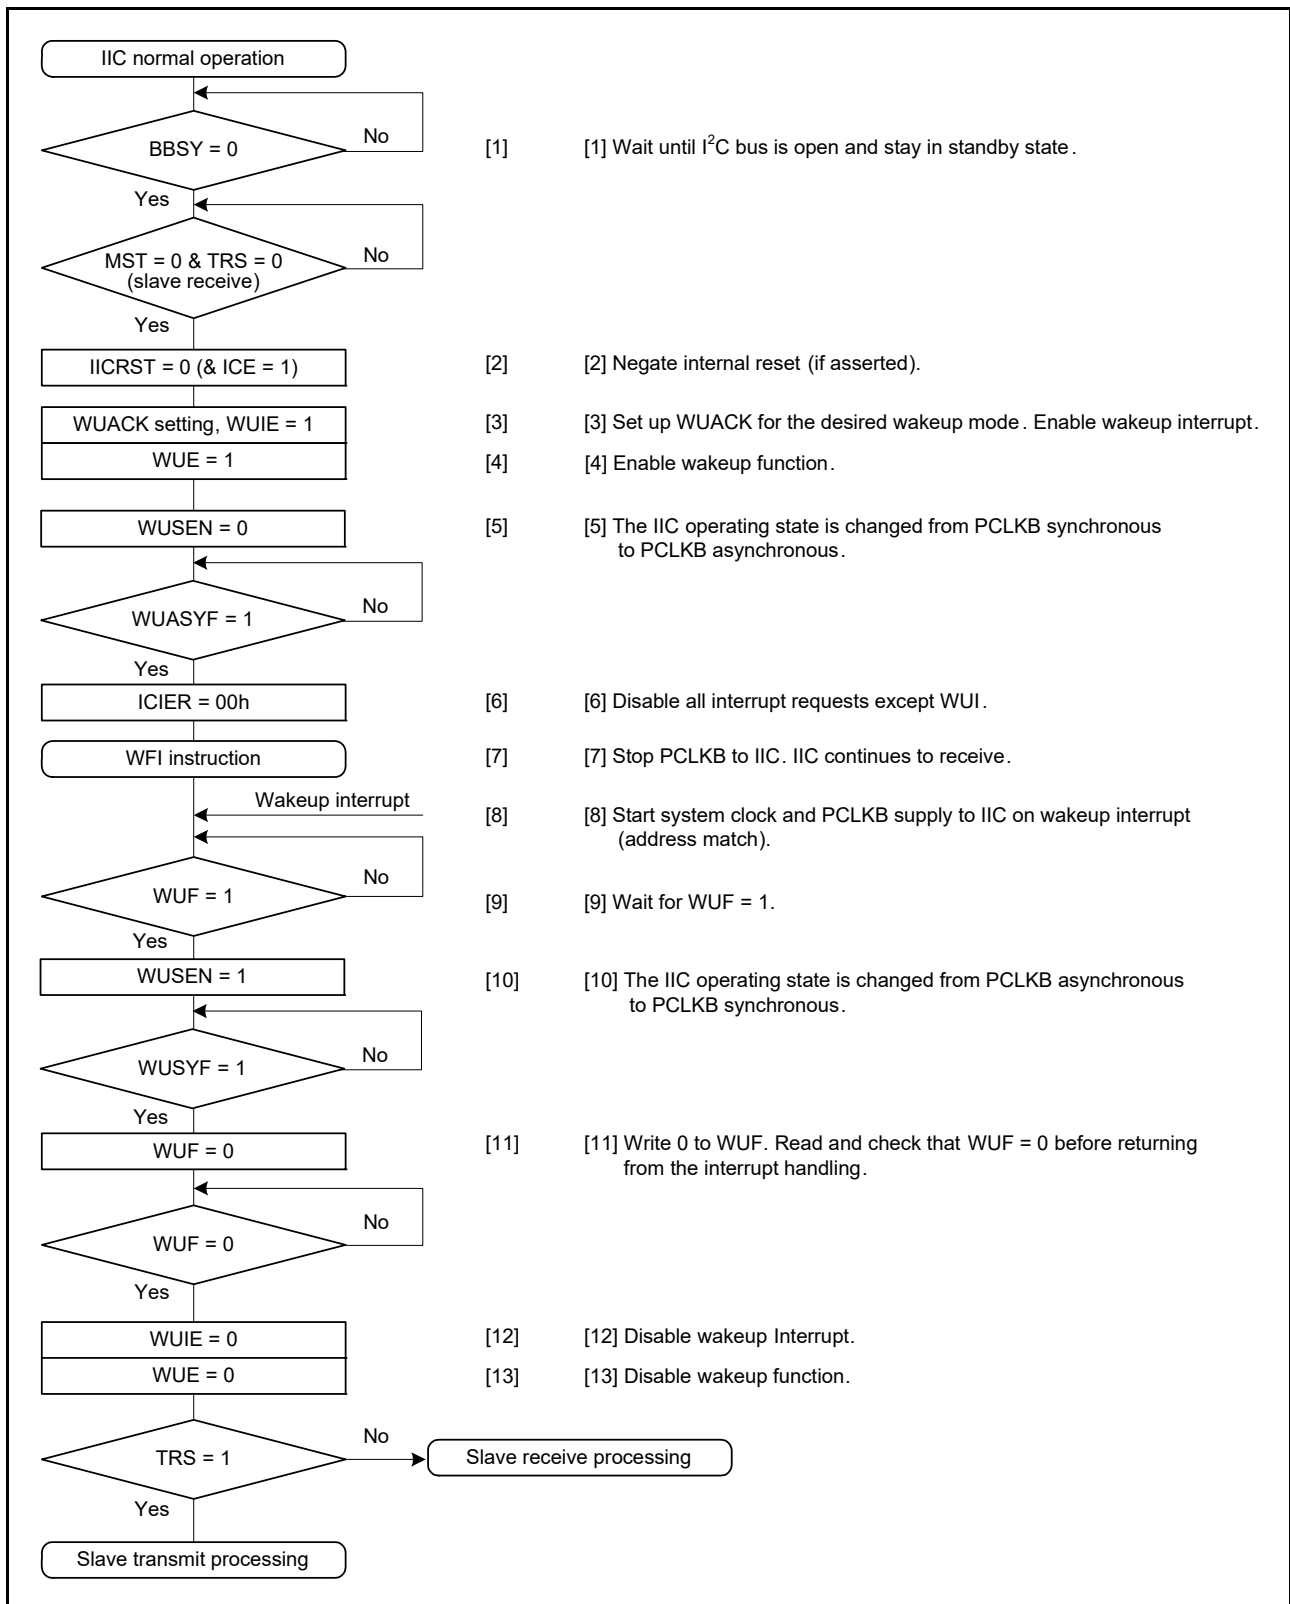 IIC normal operation
BBSY = 0
No
[1]
[1] Wait until I²C bus is open and stay in standby state.
Yes
MST = 0 & TRS = 0
(slave receive)
No
Yes
IICRST = 0 (& ICE = 1)
[2]
[2] Negate internal reset (if asserted).
WUACK setting, WUIE = 1
[3]
[3] Set up WUACK for the desired wakeup mode. Enable wakeup interrupt.
WUE = 1
[4]
[4] Enable wakeup function.
WUSEN = 0
[5]
[5] The IIC operating state is changed from PCLKB synchronous
to PCLKB asynchronous.
WUASYF = 1
No
Yes
ICIER = 00h
[6]
[6] Disable all interrupt requests except WUI.
WFI instruction
[7]
[7] Stop PCLKB to IIC. IIC continues to receive.
Wakeup interrupt
[8]
[8] Start system clock and PCLKB supply to IIC on wakeup interrupt
(address match).
WUF = 1
No
[9]
[9] Wait for WUF = 1.
Yes
WUSEN = 1
[10]
[10] The IIC operating state is changed from PCLKB asynchronous
to PCLKB synchronous.
WUSYF = 1
No
Yes
WUF = 0
[11]
[11] Write 0 to WUF. Read and check that WUF = 0 before returning
from the interrupt handling.
WUF = 0
No
Yes
WUIE = 0
[12]
[12] Disable wakeup Interrupt.
WUE = 0
[13]
[13] Disable wakeup function.
TRS = 1
No
Slave receive processing
Yes
Slave transmit processing